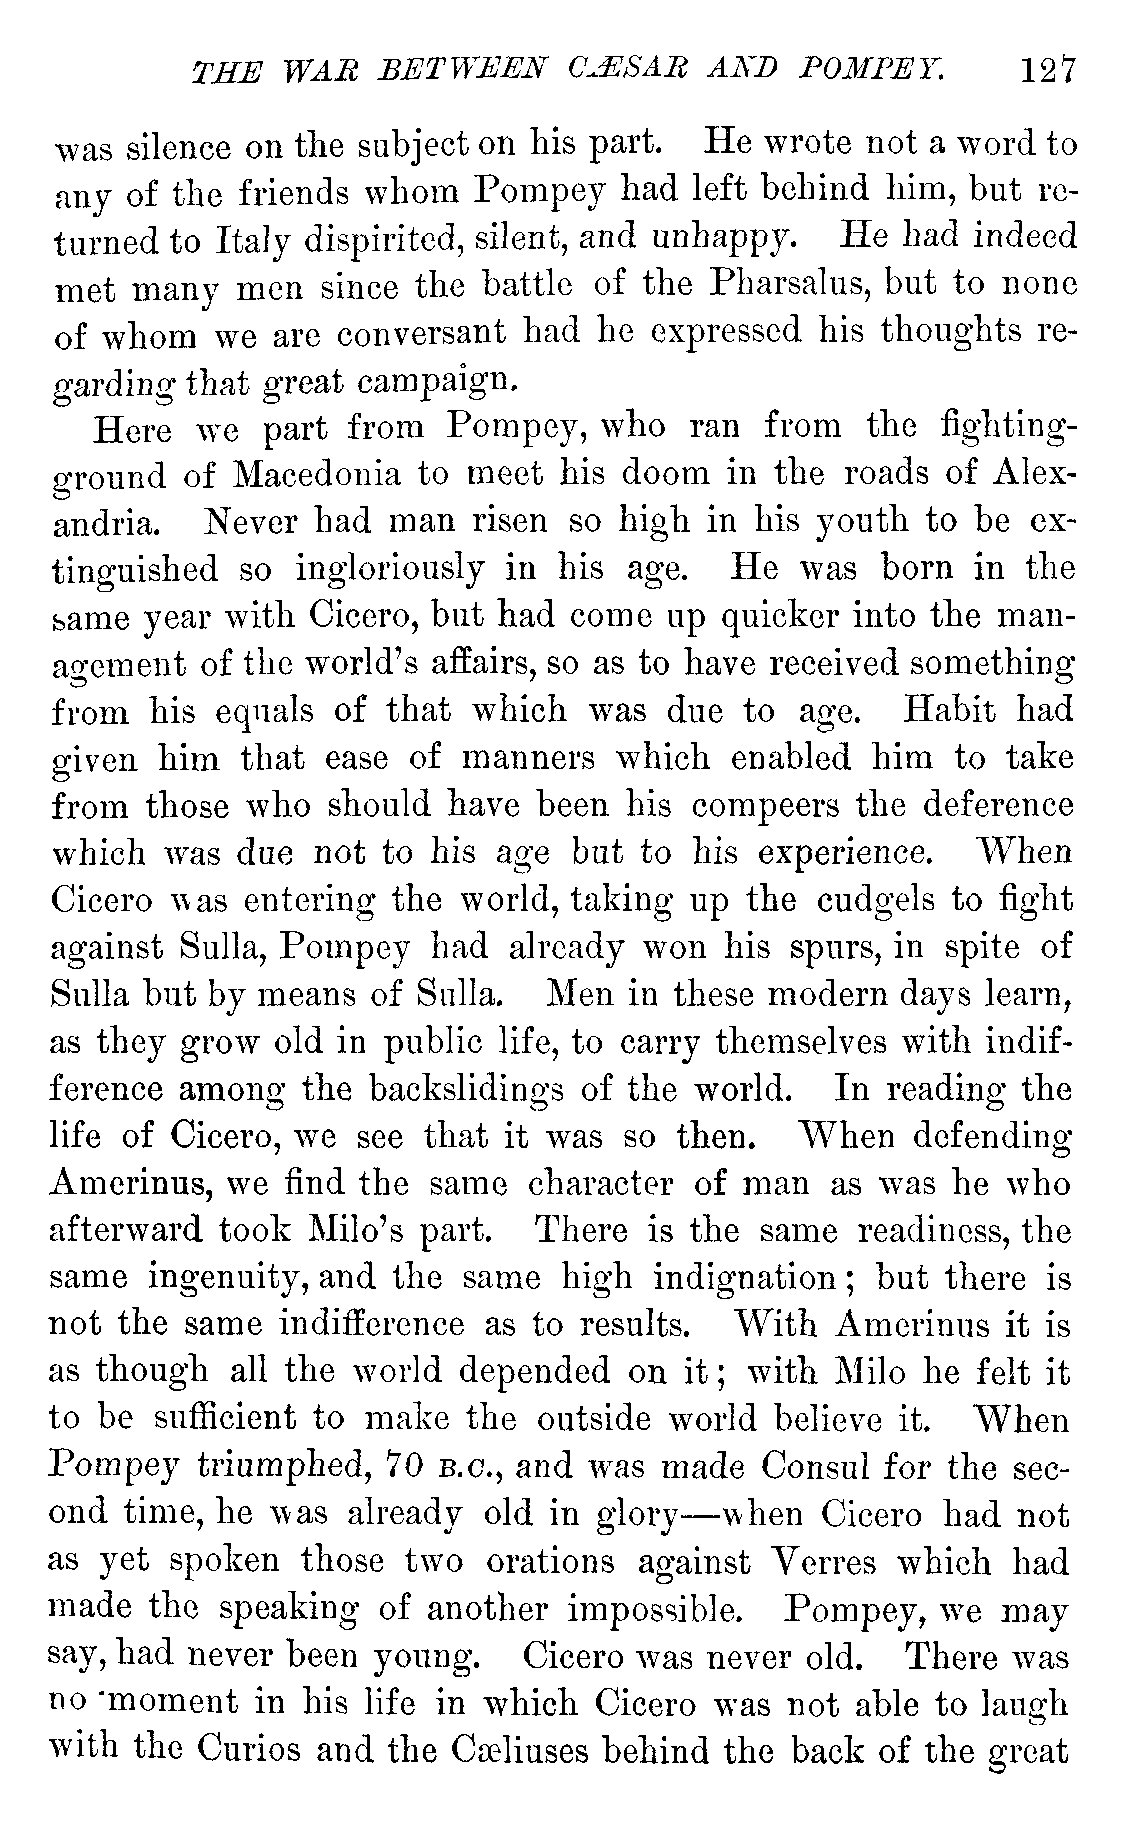 THE WAR BETWEEN CÆSAR AND POMPEY. 127
was silence on the subject on his part. He wrote not a word to
any of the friends whom Pompey had left behind him, but re-
turned to Italy dispirited, silent, and unhappy. He had indeed
met many men since the battle of the Pharsalus, but to none
of whom we are conversant had he expressed his thoughts re-
garding that great campaign.
Here we part from Pompey, who ran from the fighting-
ground of Macedonia to meet his doom in the roads of Alex-
andria. Never had man risen so high in his youth to be ex-
tinguished so ingloriously in his age. He was born in the
same year with Cicero, but had come up quicker into the man-
agement of the world's affairs, so as to have received something
from his equals of that which was due to age. Habit had
given him that ease of manners which enabled him to take
from those who should have been his compeers the deference
which was due not to his age but to his experience. When
Cicero was entering the world, taking up the cudgels to fight
against Sulla, Pompey had already won his spurs, in spite of
Sulla but by means of Sulla. Men in these modern days learn,
as they grow old in public life, to carry themselves with indif-
ference among the backslidings of the world. In reading the
life of Cicero, we see that it was so then. When defending
Amerinus, we find the same character of man as was he who
afterward took Milo's part. There is the same readiness, the
same ingenuity, and the same high indignation; but there is
not the same indifference as to results. With Amerinus it is
as though all the world depended on it; with Milo he felt it
to be sufficient to make the outside world believe it. When
Pompey triumphed, 70 B.C., and was made Consul for the sec-
ond time, he was already old in glory—when Cicero had not
as yet spoken those two orations against Verres which had
made the speaking of another impossible. Pompey, we may
say, had never been young. Cicero was never old. There was
no moment in his life in which Cicero was not able to laugh
with the Curios and the Cæliuses behind the back of the great